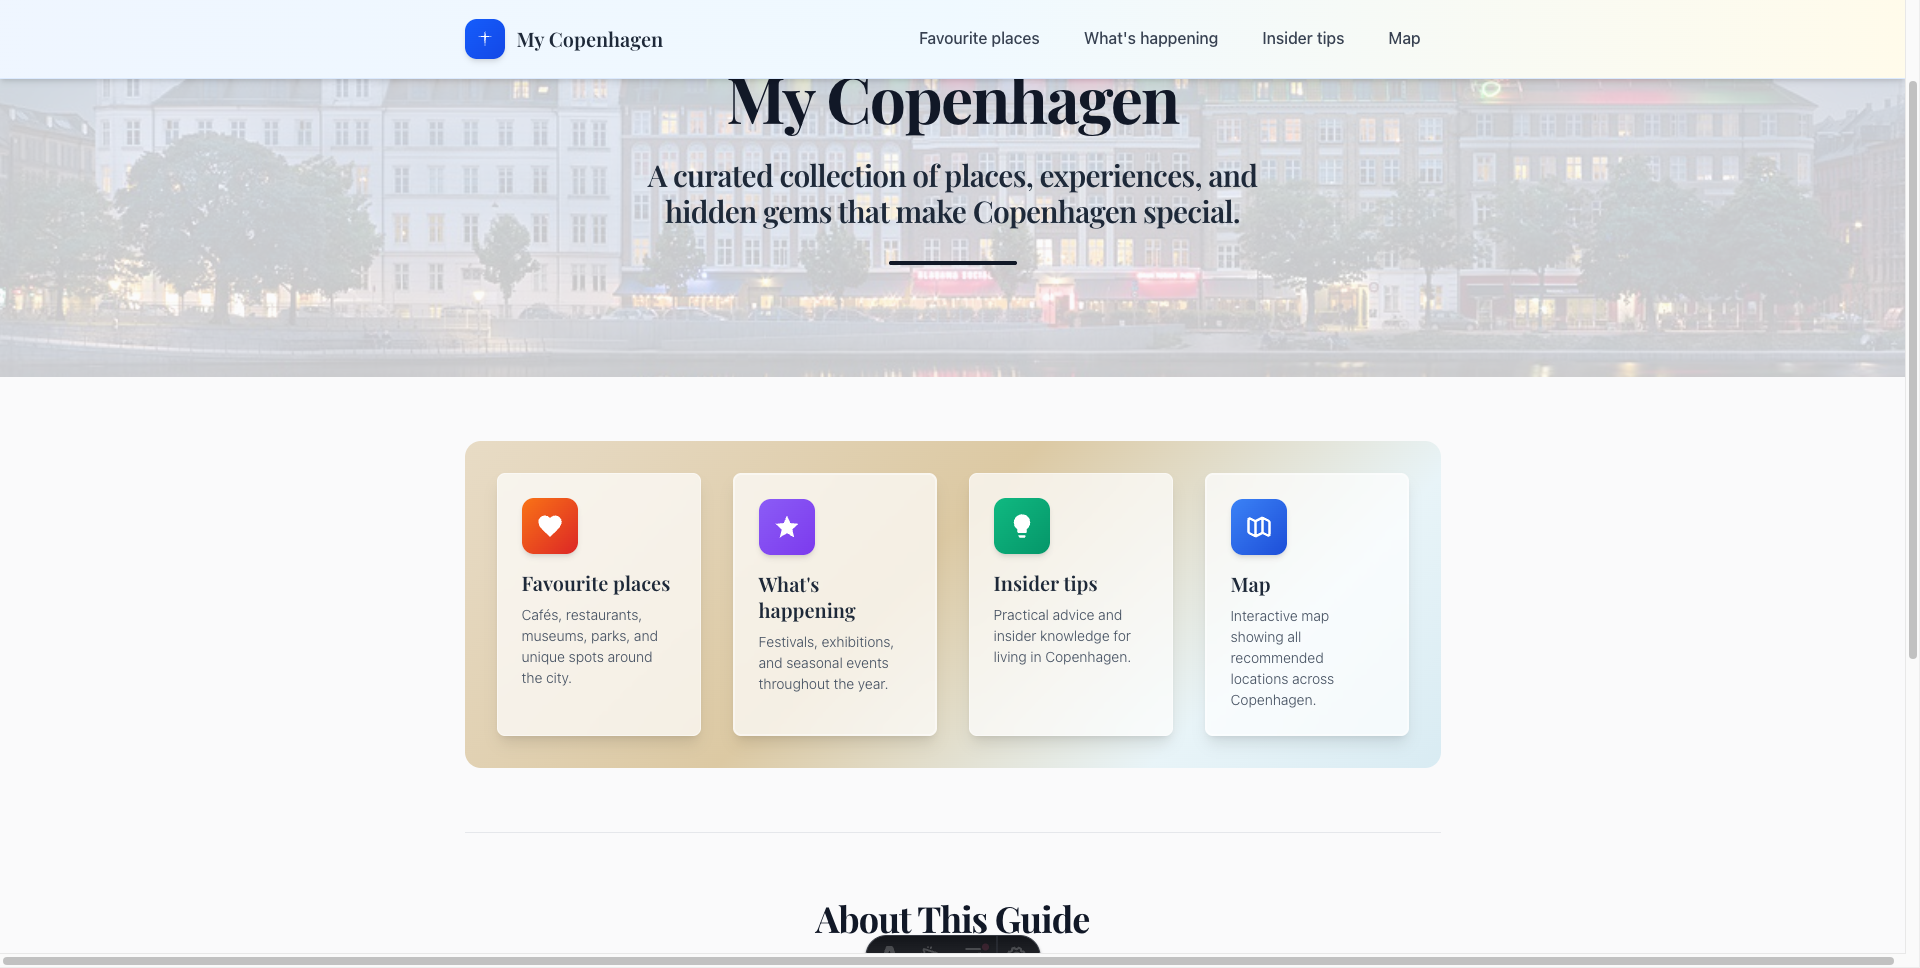 My Copenhagen
Favourite places
What's happening
Insider tips
Map
My Copenhagen
A curated collection of places, experiences, and
hidden gems that make Copenhagen special.
Favourite places
Cafés, restaurants,
museums, parks, and
unique spots around
the city.
What's
happening
Festivals, exhibitions,
and seasonal events
throughout the year.
Insider tips
Practical advice and
insider knowledge for
living in Copenhagen.
Map
Interactive map
showing all
recommended
locations across
Copenhagen.
About This Guide